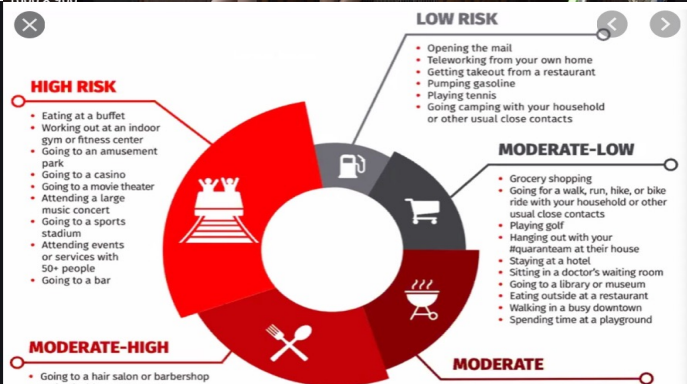 LOW RISK
• Opening the mail
• Teleworking from your own home
• Getting takeout from a restaurant
• Pumping gasoline
• Playing tennis
• Going camping with your household
or other usual close contacts
HIGH RISK
• Eating at a buffet
• Working out at an indoor
gym or fitness center
• Going to an amusement
park
• Going to a casino
• Going to a movie theater
• Attending a large
music concert
• Going to a sports
stadium
• Attending events
or services with
50+ people
• Going to a bar
MODERATE-LOW
• Grocery shopping
• Going for a walk, run, hike, or bike
ride with your household or other
usual close contacts
• Playing golf
• Hanging out with your
#quaranteam at their house
• Staying at a hotel
• Sitting in a doctor's waiting room
• Going to a library or museum
• Eating outside at a restaurant
• Walking in a busy downtown
• Spending time at a playground
MODERATE-HIGH
• Going to a hair salon or barbershop
MODERATE